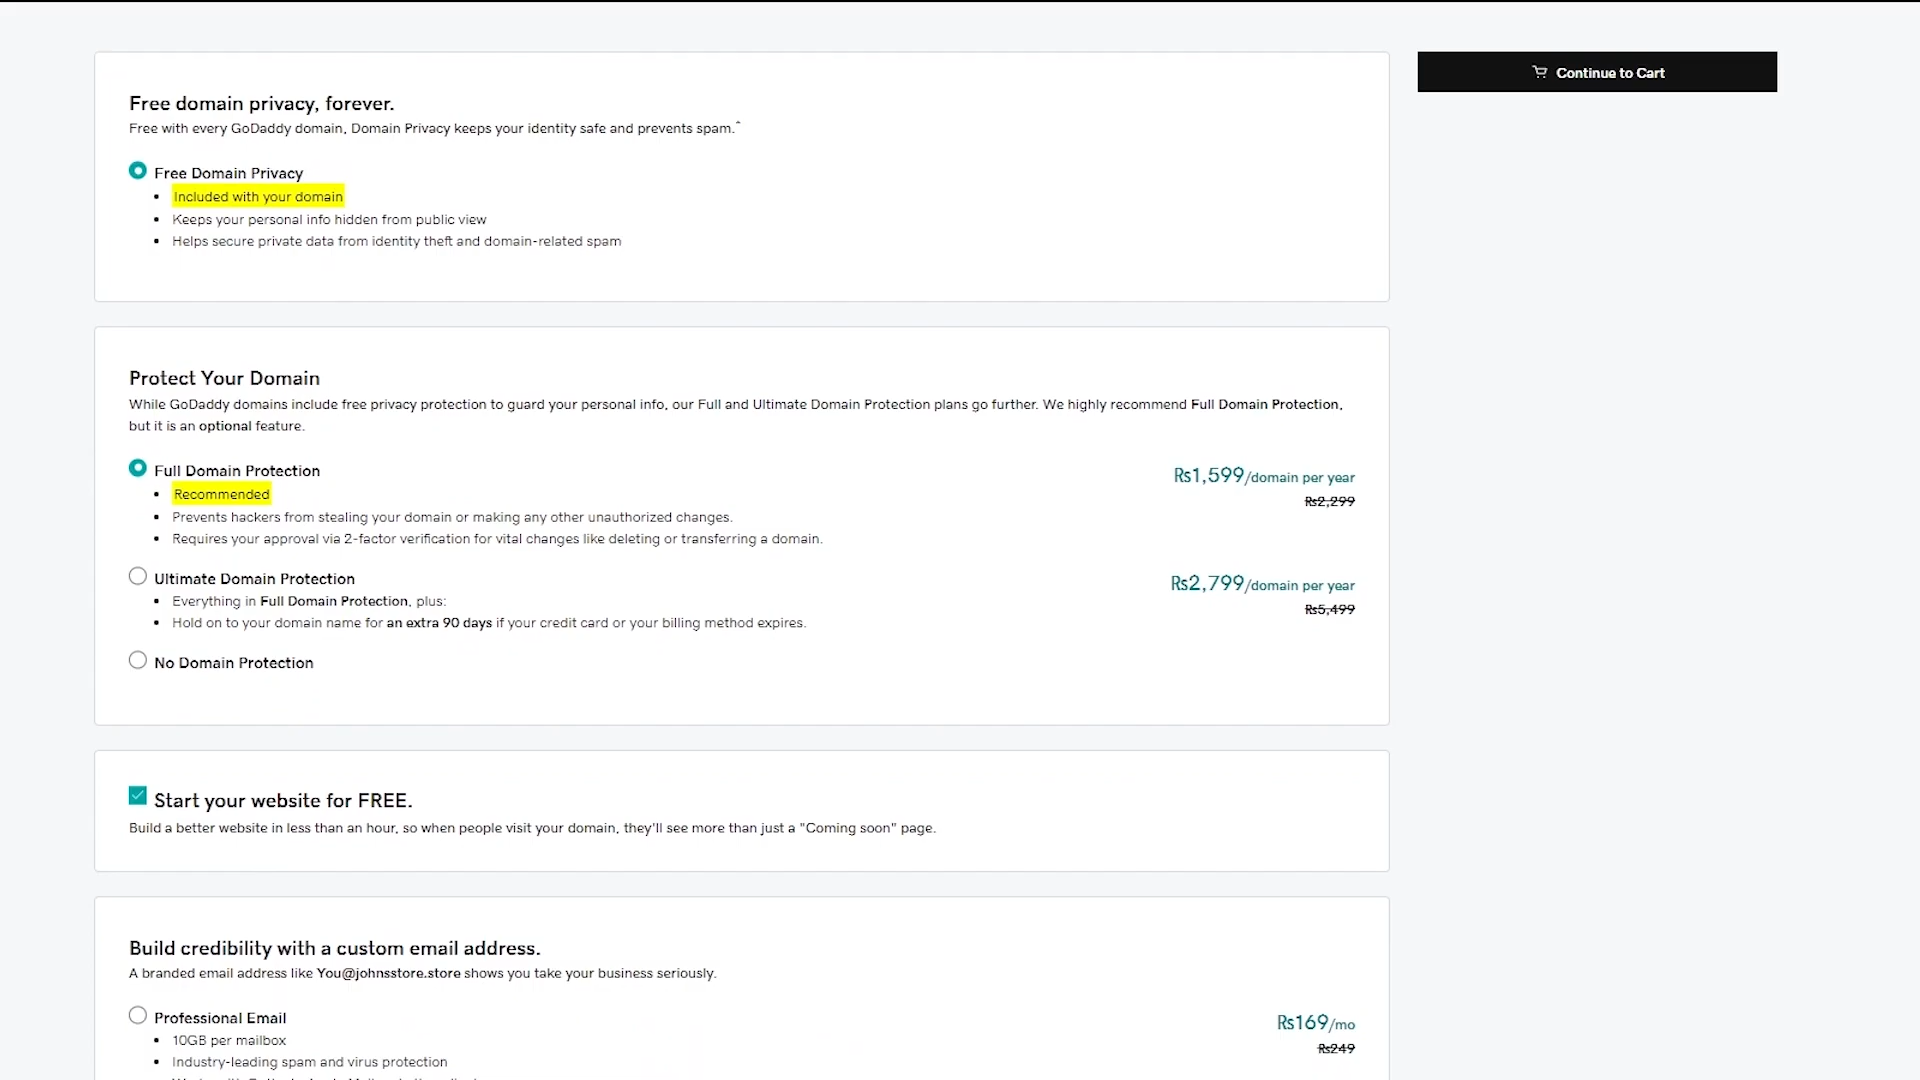 Continue to Cart
Free domain privacy, forever.
Free with every GoDaddy domain, Domain Privacy keeps your identity safe and prevents spam.^
Free Domain Privacy
• Included with your domain
• Keeps your personal info hidden from public view
• Helps secure private data from identity theft and domain-related spam
Protect Your Domain
While GoDaddy domains include free privacy protection to guard your personal info, our Full and Ultimate Domain Protection plans go further. We highly recommend Full Domain Protection,
but it is an optional feature.
Full Domain Protection
₨1,599/domain per year
• Recommended
₨2,299
• Prevents hackers from stealing your domain or making any other unauthorized changes.
• Requires your approval via 2-factor verification for vital changes like deleting or transferring a domain.
Ultimate Domain Protection
₨2,799/domain per year
• Everything in Full Domain Protection, plus:
₨5,499
• Hold on to your domain name for an extra 90 days if your credit card or your billing method expires.
No Domain Protection
Start your website for FREE.
Build a better website in less than an hour, so when people visit your domain, they'll see more than just a "Coming soon" page.
Build credibility with a custom email address.
A branded email address like You@johnsstore.store shows you take your business seriously.
Professional Email
₨169/mo
• 10GB per mailbox
₨249
• Industry-leading spam and virus protection